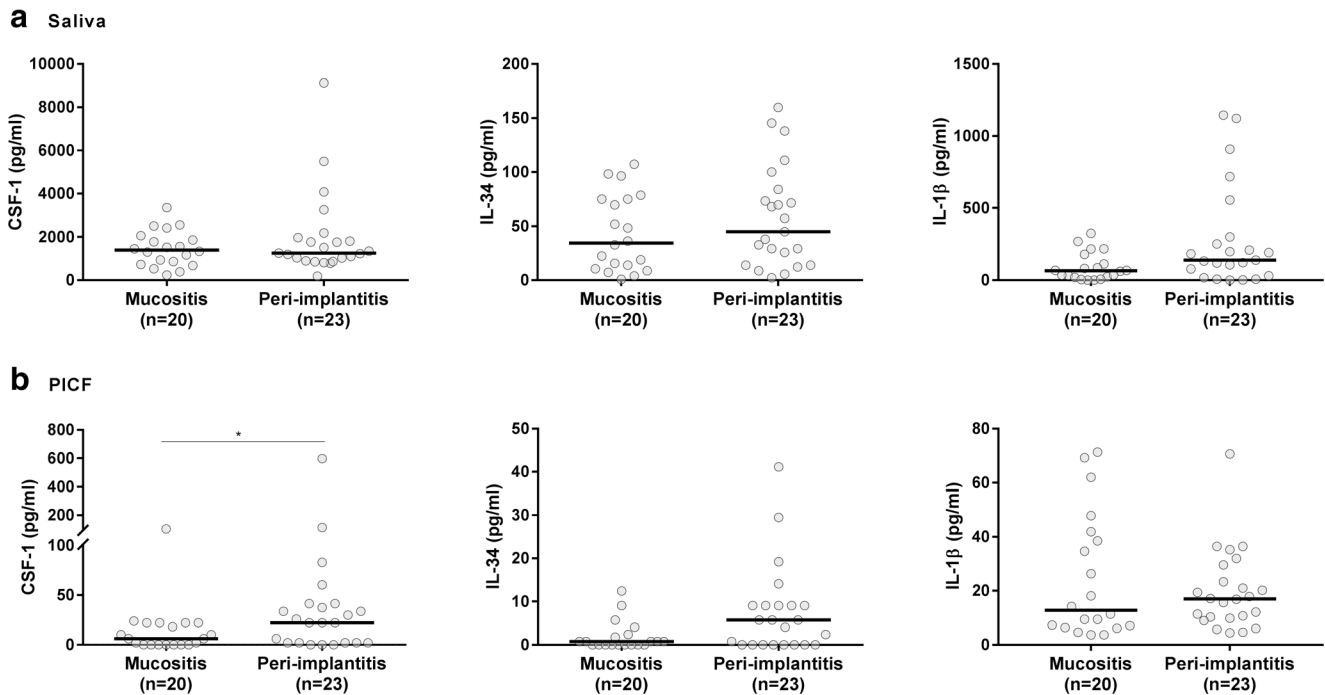 a Saliva
CSF-1 (pg/ml)
10000
8000
6000
4000
2000
0
Mucositis
(n=20)
Peri-implantitis
(n=23)
IL-34 (pg/ml)
200
150
100
50
0
Mucositis
(n=20)
Peri-implantitis
(n=23)
IL-1β (pg/ml)
1500
1000
500
0
Mucositis
(n=20)
Peri-implantitis
(n=23)
b PICF
CSF-1 (pg/ml)
800
600
400
200
100
50
0
*
Mucositis
(n=20)
Peri-implantitis
(n=23)
IL-34 (pg/ml)
50
40
30
20
10
0
Mucositis
(n=20)
Peri-implantitis
(n=23)
IL-1β (pg/ml)
80
60
40
20
0
Mucositis
(n=20)
Peri-implantitis
(n=23)